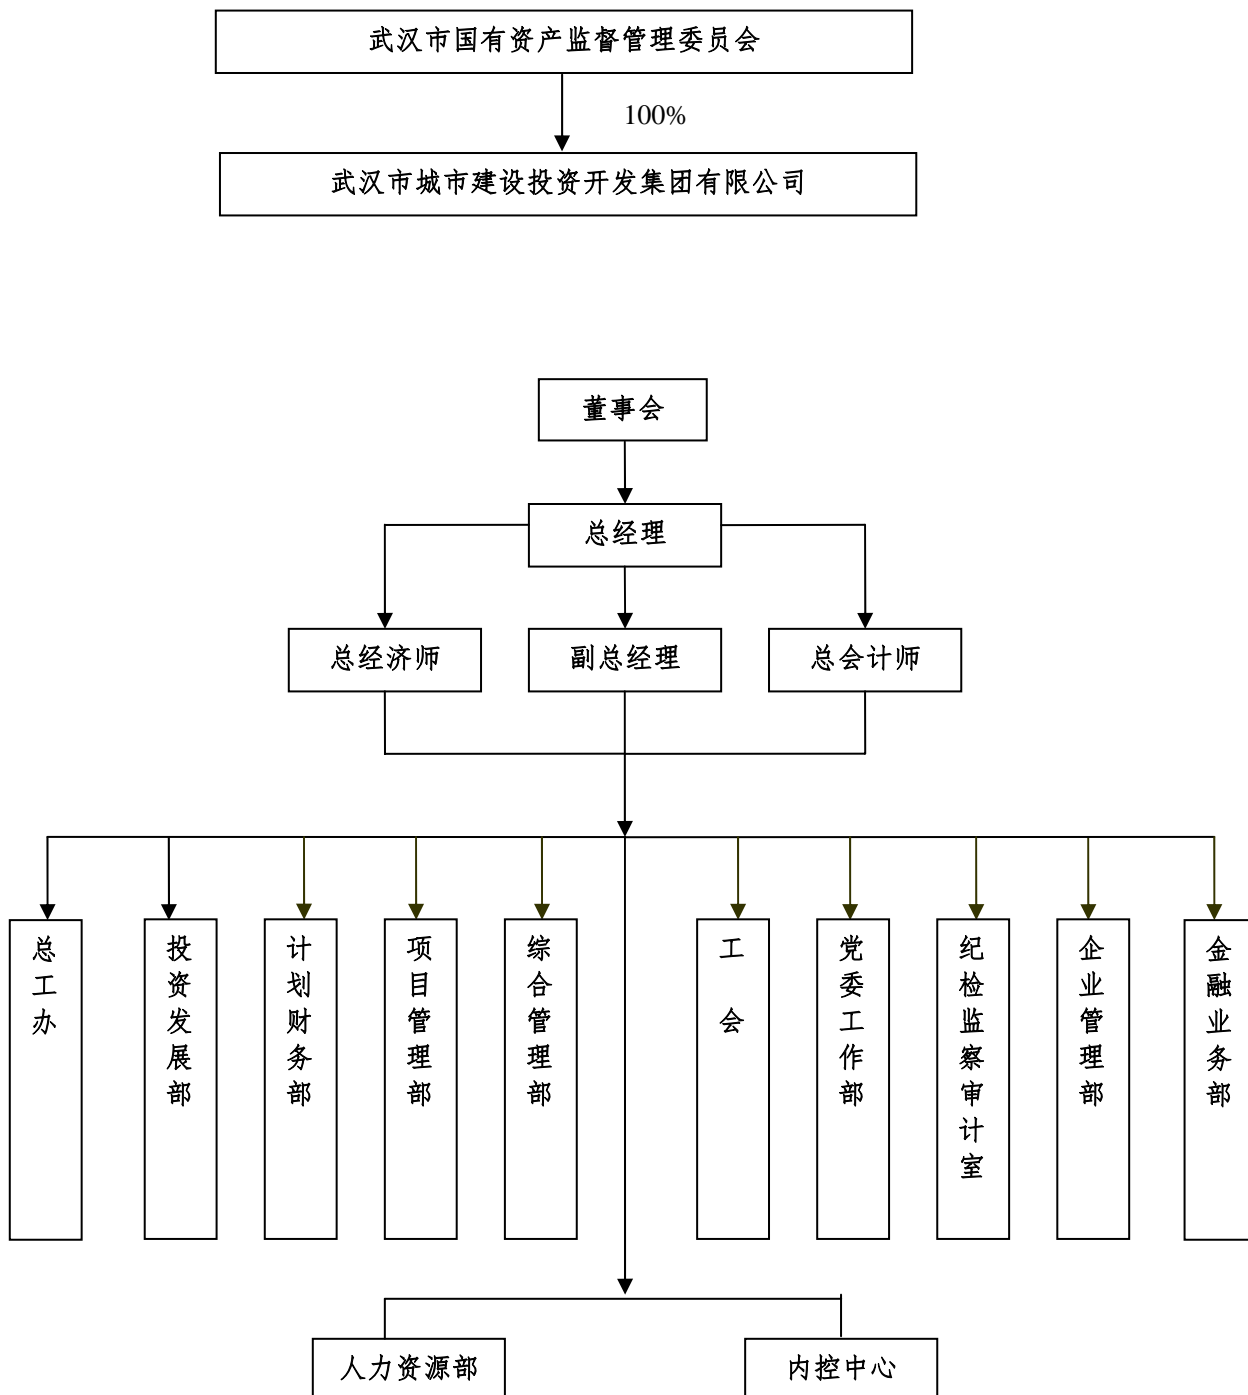 武汉市国有资产监督管理委员会
100%
武汉市城市建设投资开发集团有限公司
董事会
总经理
总经济师
副总经理
总会计师
总工办
投资发展部
计划财务部
项目管理部
综合管理部
工会
党委工作部
纪检监察审计室
企业管理部
金融业务部
人力资源部
内控中心